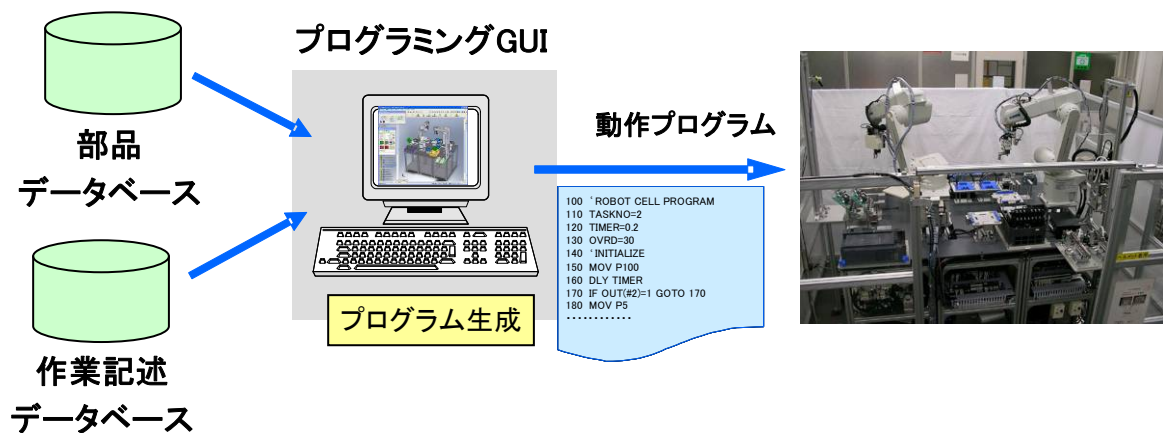 部品
データベース
作業記述
データベース
プログラミングGUI
プログラム生成
動作プログラム
100 `ROBOT CELL PROGRAM
110 TASKNO=2
120 TIMER=0.2
130 OVRD=30
140 `INITIALIZE
150 MOV P100
160 DLY TIMER
170 IF OUT(#2)=1 GOTO 170
180 MOV P5
…………